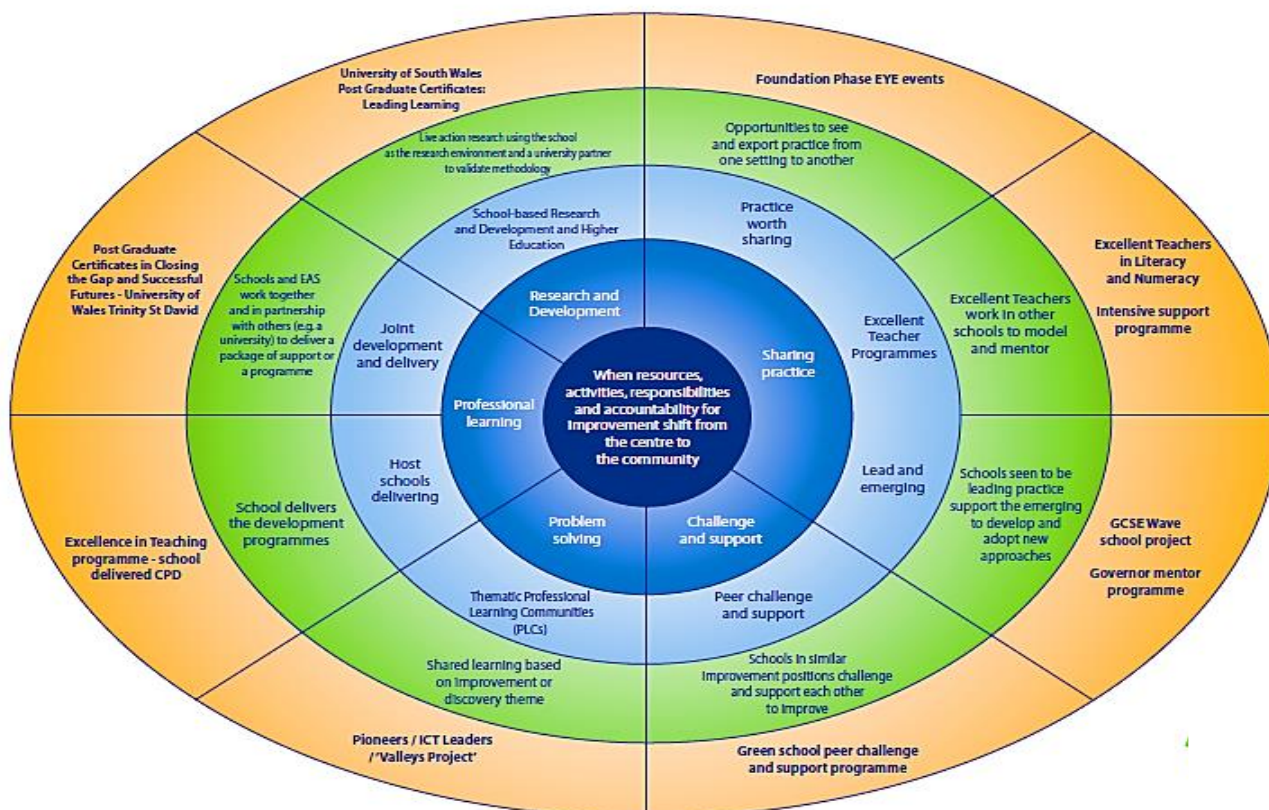 University of South Wales
Post Graduate Certificates:
Leading Learning
Foundation Phase EYE events
Live action research using the school
as the research environment and a university partner
to validate methodology
Opportunities to see
and export practice from
one setting to another
School-based Research
and Development and Higher
Education
Practice
worth
sharing
Post Graduate
Certificates in Closing
the Gap and Successful
Futures - University of
Wales Trinity St David
Schools and EAS
work together
and in partnership
with others (e.g. a
university) to deliver a
package of support or
a programme
Joint
development
and delivery
Research and
Development
Sharing
practice
Excellent
Teacher
Programmes
Excellent Teachers
work in other
schools to model
and mentor
Excellent Teachers
in Literacy
and Numeracy
Intensive support
programme
Professional
learning
When resources,
activities, responsibilities
and accountability for
improvement shift from
the centre to
the community
Excellence in Teaching
programme - school
delivered CPD
School delivers
the development
programmes
Host
schools
delivering
Problem
solving
Challenge
and support
Lead and
emerging
Schools seen to be
leading practice
support the emerging
to develop and
adopt new
approaches
GCSE Wave
school project
Governor mentor
programme
Thematic Professional
Learning Communities
(PLCs)
Peer challenge
and support
Shared learning based
on improvement or
discovery theme
Schools in similar
improvement positions challenge
and support each other
to improve
Pioneers / ICT Leaders
/ 'Valleys Project'
Green school peer challenge
and support programme